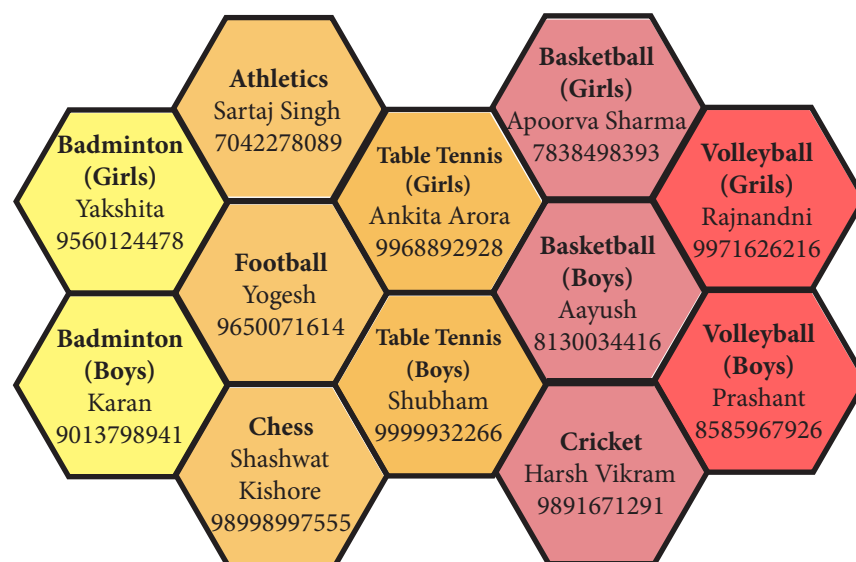 Badminton
(Girls)
Yakshita
9560124478
Badminton
(Boys)
Karan
9013798941
Athletics
Sartaj Singh
7042278089
Football
Yogesh
9650071614
Chess
Shashwat
Kishore
98998997555
Table Tennis
(Girls)
Ankita Arora
9968892928
Table Tennis
(Boys)
Shubham
9999932266
Basketball
(Girls)
Apoorva Sharma
7838498393
Basketball
(Boys)
Aayush
8130034416
Cricket
Harsh Vikram
9891671291
Volleyball
(Grils)
Rajnandni
9971626216
Volleyball
(Boys)
Prashant
8585967926